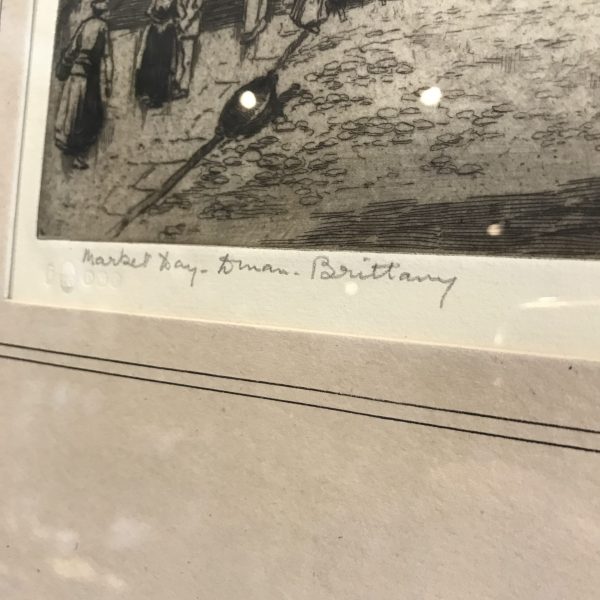 Market Day - Dinan - Brittany